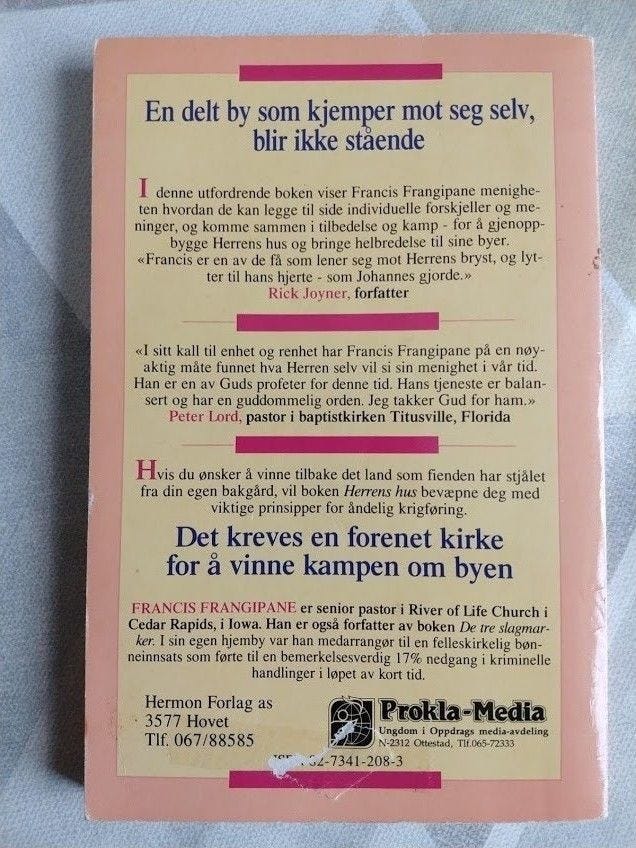 En delt by som kjemper mot seg selv,
blir ikke stående
I denne utfordrende boken viser Francis Frangipane menighe-
ten hvordan de kan legge til side individuelle forskjeller og me-
ninger, og komme sammen i tilbedelse og kamp - for å gjenopp-
bygge Herrens hus og bringe helbredelse til sine byer.
«Francis er en av de få som lener seg mot Herrens bryst, og lyt-
ter til hans hjerte - som Johannes gjorde.»
Rick Joyner, forfatter
«I sitt kall til enhet og renhet har Francis Frangipane på en nøy-
aktig måte funnet hva Herren selv vil si sin menighet i vår tid.
Han er en av Guds profeter for denne tid. Hans tjeneste er balan-
sert og har en guddommelig orden. Jeg takker Gud for ham.»
Peter Lord, pastor i baptistkirken Titusville, Florida
Hvis du ønsker å vinne tilbake det land som fienden har stjålet
fra din egen bakgård, vil boken Herrens hus bevæpne deg med
viktige prinsipper for åndelig krigføring.
Det kreves en forenet kirke
for å vinne kampen om byen
FRANCIS FRANGIPANE er senior pastor i River of Life Church i
Cedar Rapids, i Iowa. Han er også forfatter av boken De tre slagmar-
ker. I sin egen hjemby var han medarrangør til en felleskirkelig bøn-
neinnsats som førte til en bemerkelsesverdig 17% nedgang i kriminelle
handlinger i løpet av kort tid.
Hermon Forlag as
3577 Hovet
Tlf. 067/88585
Prokla-Media
Ungdom i Oppdrags media-avdeling
N-2312 Ottestad, Tlf.065-72333
2-7341-208-3